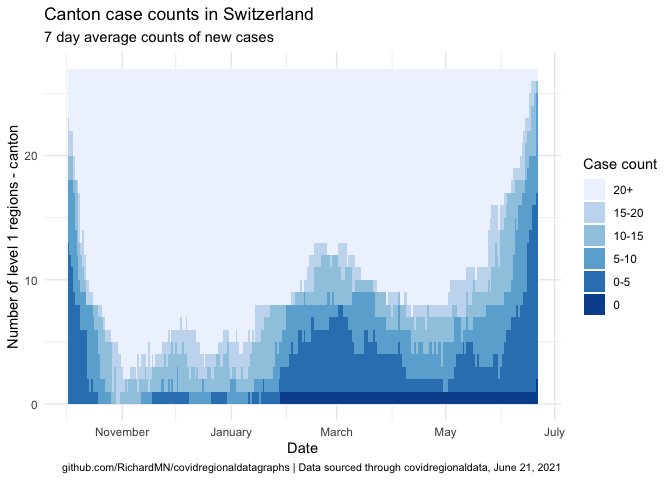 Canton case counts in Switzerland
7 day average counts of new cases
Number of level 1 regions - canton
20
10
0
November
January
March
May
July
Date
Case count
20+
15-20
10-15
5-10
0-5
0
github.com/RichardMN/covidregionaldatagraphs | Data sourced through covidregionaldata, June 21, 2021